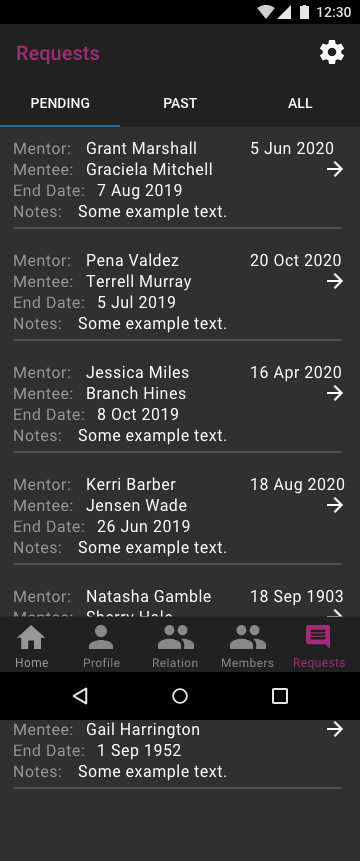 12:30
Requests
PENDING PAST ALL
Mentor: Grant Marshall 5 Jun 2020
Mentee: Graciela Mitchell
End Date: 7 Aug 2019
Notes: Some example text.
Mentor: Pena Valdez 20 Oct 2020
Mentee: Terrell Murray
End Date: 5 Jul 2019
Notes: Some example text.
Mentor: Jessica Miles 16 Apr 2020
Mentee: Branch Hines
End Date: 8 Oct 2019
Notes: Some example text.
Mentor: Kerri Barber 18 Aug 2020
Mentee: Jensen Wade
End Date: 26 Jun 2019
Notes: Some example text.
Mentor: Natasha Gamble 18 Sep 1903
Mentee: Sherry Hale
Home Profile Relation Members Requests
Mentee: Gail Harrington
End Date: 1 Sep 1952
Notes: Some example text.